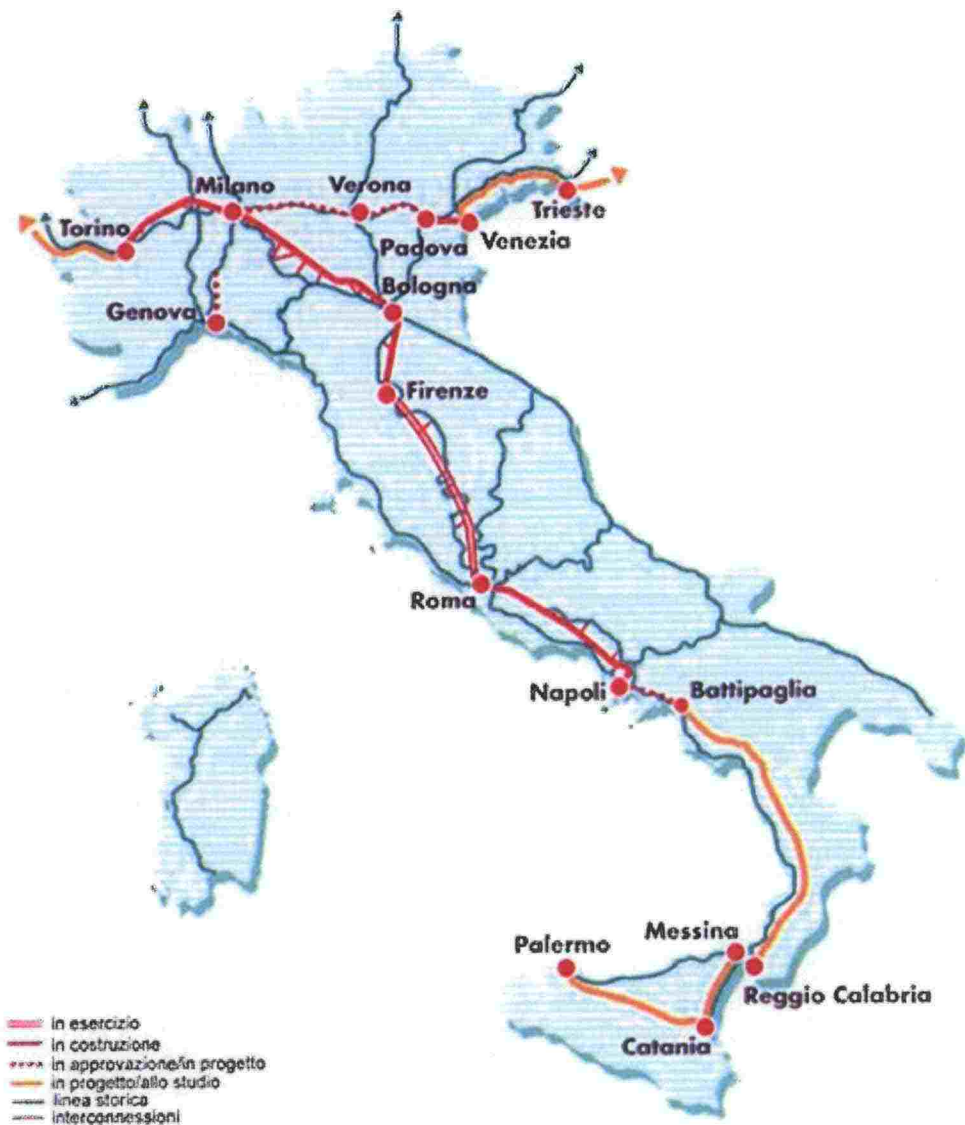 Milano
Verona
Trieste
Torino
Padova
Venezia
Bologna
Genova
Firenze
Roma
Napoli
Battipaglia
Messina
Palermo
Reggio Calabria
Catania
in esercizio
in costruzione
in approvazione/in progetto
in progetto/allo studio
linea storica
interconnessioni